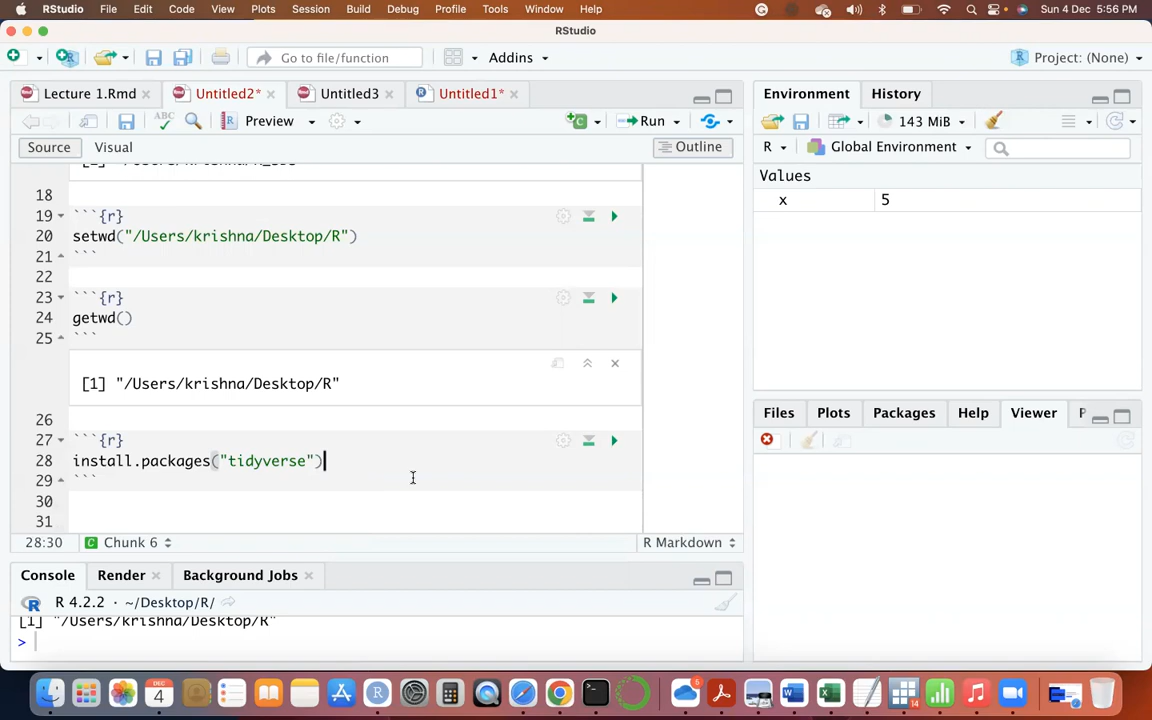 RStudio File Edit Code View Plots Session Build Debug Profile Tools Window Help Sun 4 Dec 5:56 PM
RStudio
Go to file/function Addins Project: (None)
Lecture 1.Rmd Untitled2* Untitled3 Untitled1* Environment History
ABC Preview Run 143 MiB
Source Visual Outline R Global Environment
Values
18
x 5
19 ```{r}
20 setwd("/Users/krishna/Desktop/R")
21 ```
22
23 ```{r}
24 getwd()
25 ```
[1] "/Users/krishna/Desktop/R"
26
Files Plots Packages Help Viewer P
27 ```{r}
28 install.packages("tidyverse")
29 ```
30
31
28:30 C Chunk 6 R Markdown
Console Render Background Jobs
R R 4.2.2 · ~/Desktop/R/
[1] "/Users/krishna/Desktop/R"
>